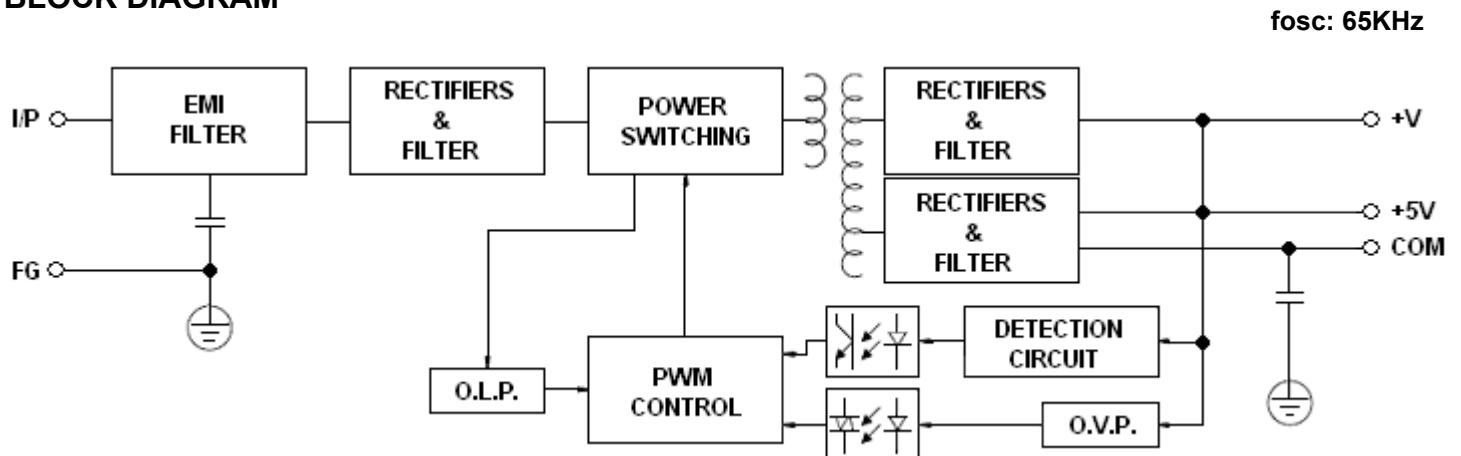 BLOCK DIAGRAM
fosc: 65KHz
I/P
EMI
FILTER
RECTIFIERS
&
FILTER
POWER
SWITCHING
RECTIFIERS
&
FILTER
+V
RECTIFIERS
&
FILTER
+5V
COM
FG
DETECTION
CIRCUIT
O.L.P.
PWM
CONTROL
O.V.P.